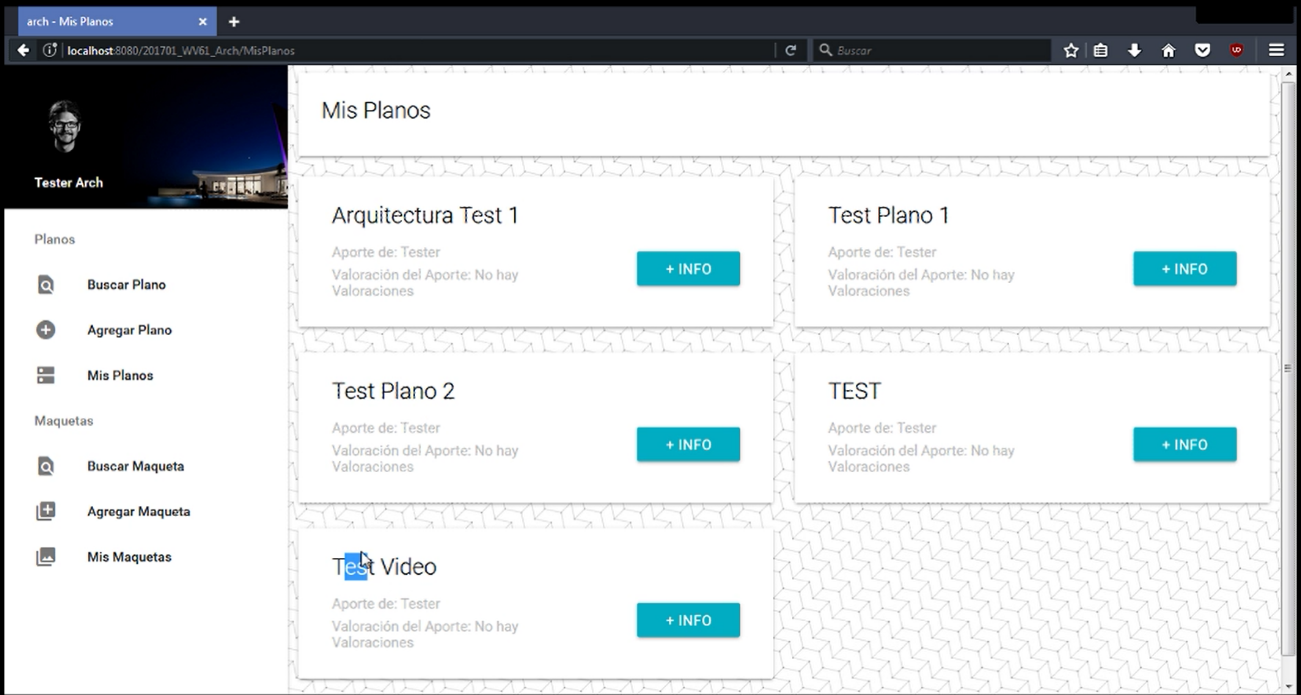 arch - Mis Planos
localhost:8080/201701_WV61_Arch/MisPlanos
Buscar
Tester Arch
Planos
Buscar Plano
Agregar Plano
Mis Planos
Maquetas
Buscar Maqueta
Agregar Maqueta
Mis Maquetas
Mis Planos
Arquitectura Test 1
Aporte de: Tester
Valoración del Aporte: No hay
Valoraciones
+ INFO
Test Plano 1
Aporte de: Tester
Valoración del Aporte: No hay
Valoraciones
+ INFO
Test Plano 2
Aporte de: Tester
Valoración del Aporte: No hay
Valoraciones
+ INFO
TEST
Aporte de: Tester
Valoración del Aporte: No hay
Valoraciones
+ INFO
Test Video
Aporte de: Tester
Valoración del Aporte: No hay
Valoraciones
+ INFO